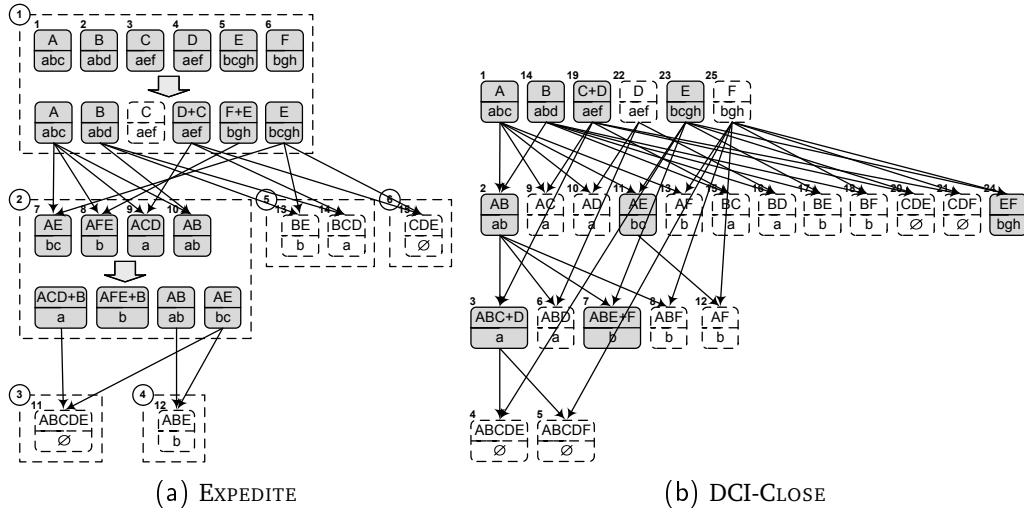 1
1 2 3 4 5 6
A B C D E F
abc abd aef aef bcgh bgh
A B C D+C F+E E
abc abd aef aef bgh bcgh
2 5 6
7 8 9 10 13 14 15
AE AFE ACD AB BE BCD CDE
bc b a ab b a ∅
ACD+B AFE+B AB AE
a b ab bc
3 4
11 12
ABCDE ABE
∅ b
(a) EXPEDITE
1 14 19 22 23 25
A B C+D D E F
abc abd aef aef bcgh bgh
2 9 10 11 13 15 16 17 18 20 21 24
AB AC AD AE AF BC BD BE BF CDE CDF EF
ab a a bc b a a b b ∅ ∅ bgh
3 6 7 8 12
ABC+D ABD ABE+F ABF AF
a a b b b
4 5
ABCDE ABCDF
∅ ∅
(b) DCI-CLOSE